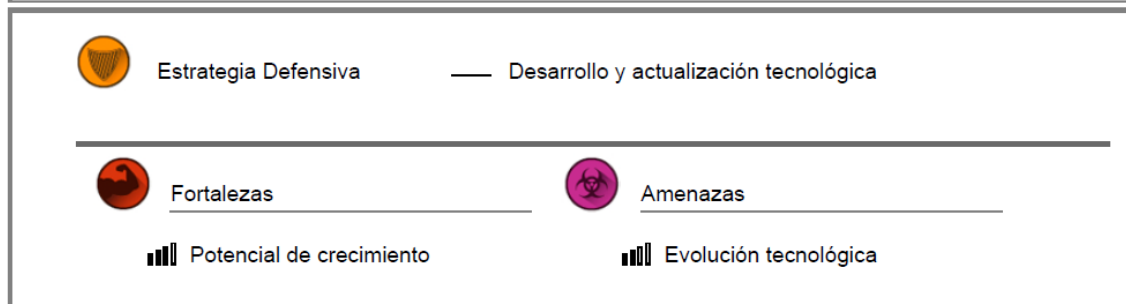 Estrategia Defensiva — Desarrollo y actualización tecnológica
Fortalezas Amenazas
Potencial de crecimiento Evolución tecnológica